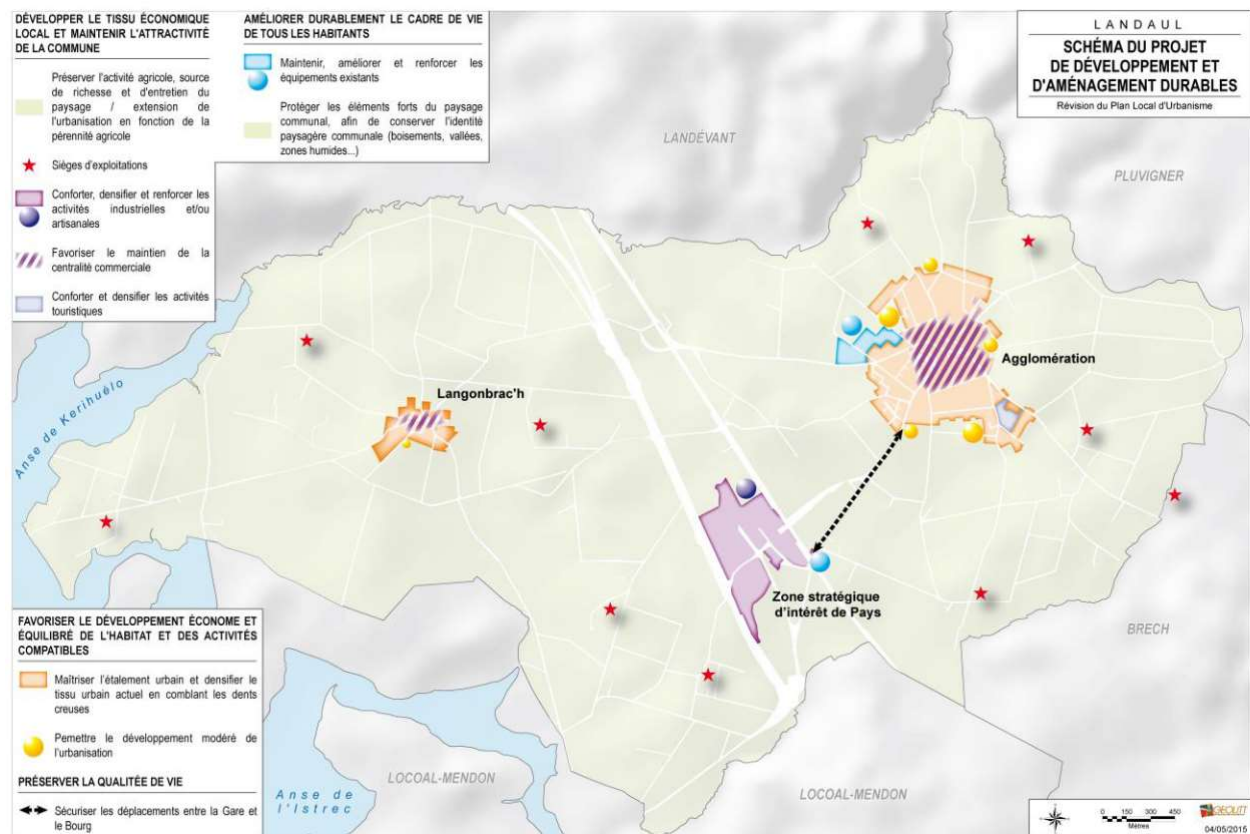 DÉVELOPPER LE TISSU ÉCONOMIQUE
LOCAL ET MAINTENIR L'ATTRACTIVITÉ
DE LA COMMUNE
Préserver l'activité agricole, source
de richesse et d'entretien du
paysage / extension de
l'urbanisation en fonction de la
pérennité agricole
Sièges d'exploitations
Conforter, densifier et renforcer les
activités industrielles et/ou
artisanales
Favoriser le maintien de la
centralité commerciale
Conforter et densifier les activités
touristiques
AMÉLIORER DURABLEMENT LE CADRE DE VIE
DE TOUS LES HABITANTS
Maintenir, améliorer et renforcer les
équipements existants
Protéger les éléments forts du paysage
communal, afin de conserver l'identité
paysagère communale (boisements, vallées,
zones humides...)
LANDAUL
SCHÉMA DU PROJET
DE DÉVELOPPEMENT ET
D'AMÉNAGEMENT DURABLES
Révision du Plan Local d'Urbanisme
LANDÉVANT
PLUVIGNER
Agglomération
Langonbrac'h
Anse de Kerihuélo
Zone stratégique
d'intérêt de Pays
BRECH
FAVORISER LE DÉVELOPPEMENT ÉCONOME ET
ÉQUILIBRÉ DE L'HABITAT ET DES ACTIVITÉS
COMPATIBLES
Maîtriser l'étalement urbain et densifier le
tissu urbain actuel en comblant les dents
creuses
Pemettre le développement modéré de
l'urbanisation
PRÉSERVER LA QUALITÉE DE VIE
Sécuriser les déplacements entre la Gare et
le Bourg
LOCOAL-MENDON
Anse de
l'Istrec
LOCOAL-MENDON
0 150 300 450
Mètres
GEOLITT
04/05/2016